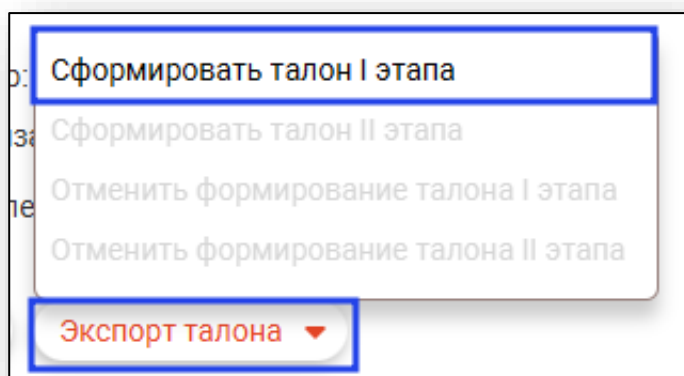 Сформировать талон I этапа
Сформировать талон II этапа
Отменить формирование талона I этапа
Отменить формирование талона II этапа
Экспорт талона